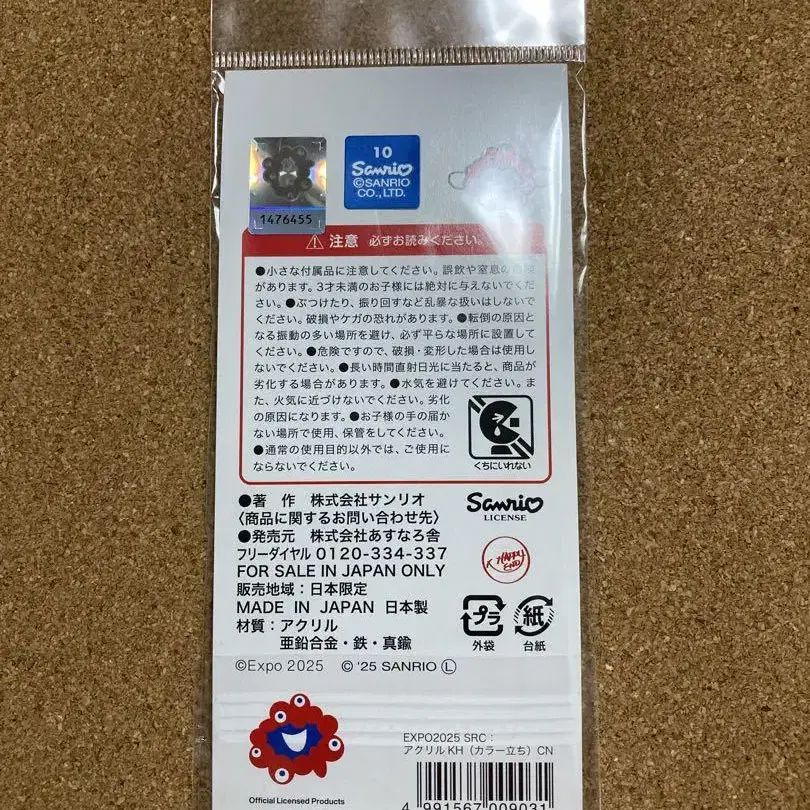 1476455
10
Sanrio
©SANRIO
CO.,LTD.
注意 必ずお読みください。
●小さな付属品に注意してください。誤飲や窒息の危険
があります。3才未満のお子様には絶対に与えないでくだ
さい。●ぶつけたり、振り回すなど乱暴な扱いはしないで
ください。破損やケガの恐れがあります。●転倒の原因と
なる振動の多い場所を避け、必ず平らな場所に設置して
ください。●危険ですので、破損・変形した場合は使用し
ないでください。●長い時間直射日光に当たると、商品が
劣化する場合があります。●水気を避けてください。ま
た、火気に近づけないでください。劣化
の原因になります。●お子様の手の届か
ない場所で使用、保管をしてください。
●通常の使用目的以外では、ご使用に
ならないでください。
くちにいれない
●著 作 株式会社サンリオ
〈商品に関するお問い合わせ先〉
●発売元 株式会社あすなろ舎
フリーダイヤル 0120-334-337
FOR SALE IN JAPAN ONLY
販売地域：日本限定
MADE IN JAPAN 日本製
材質：アクリル
亜鉛合金・鉄・真鍮
Sanrio
LICENSE
HAPPY
END
プラ
外袋
紙
台紙
©Expo 2025 © '25 SANRIO Ⓛ
Official Licensed Products
EXPO2025 SRC：
アクリルKH（カラー立ち）CN
4 991567 009031